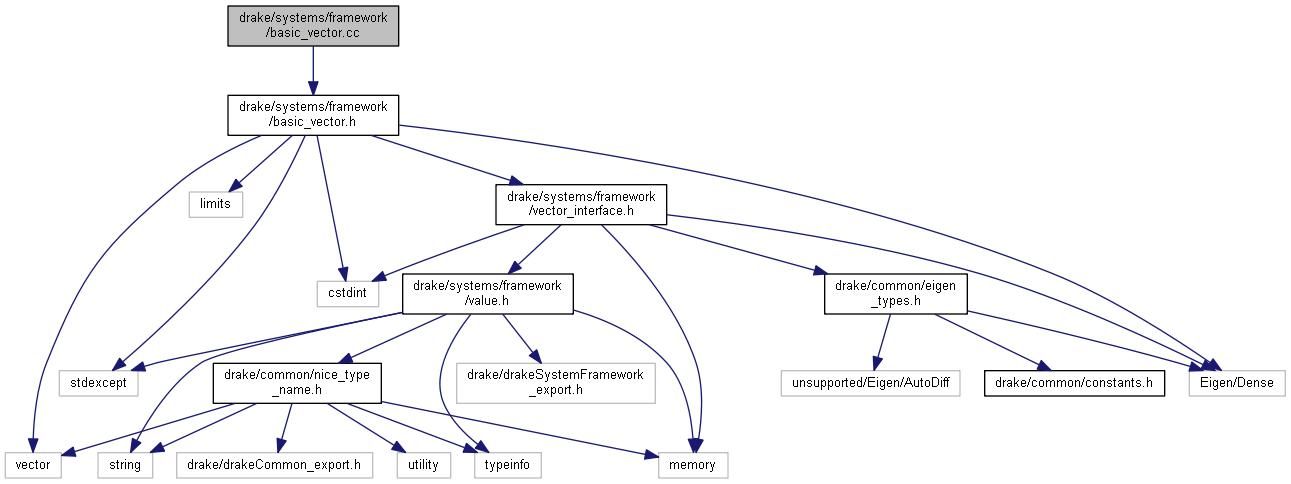 drake/systems/framework
/basic_vector.cc
drake/systems/framework
/basic_vector.h
limits
drake/systems/framework
/vector_interface.h
cstdint
drake/systems/framework
/value.h
drake/common/eigen
_types.h
stdexcept
drake/common/nice_type
_name.h
drake/drakeSystemFramework
_export.h
unsupported/Eigen/AutoDiff
drake/common/constants.h
Eigen/Dense
vector
string
drake/drakeCommon_export.h
utility
typeinfo
memory